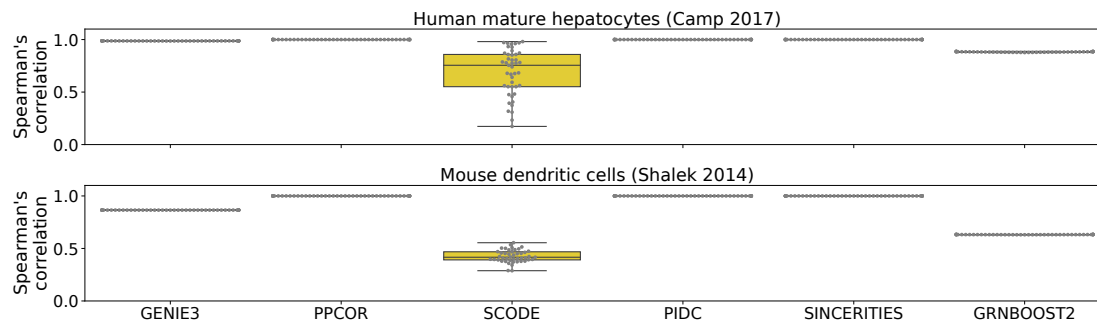 Human mature hepatocytes (Camp 2017)
Spearman's
correlation
1.0
0.5
0.0
Mouse dendritic cells (Shalek 2014)
Spearman's
correlation
1.0
0.5
0.0
GENIE3 PPCOR SCODE PIDC SINCERITIES GRNBOOST2